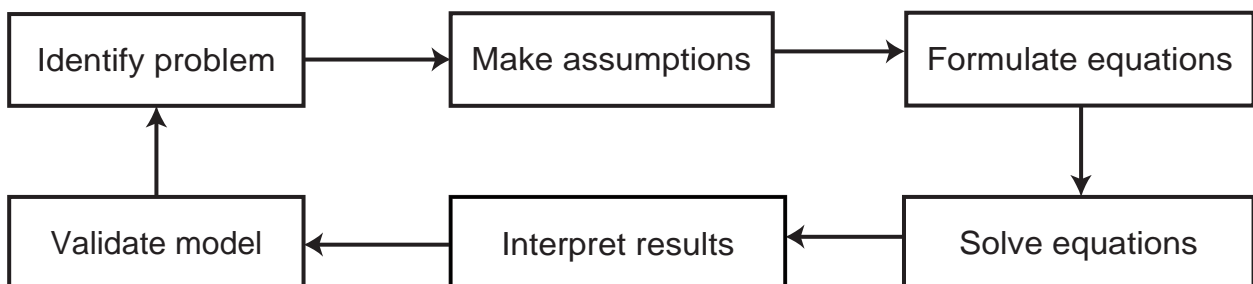 Identify problem
Make assumptions
Formulate equations
Validate model
Interpret results
Solve equations